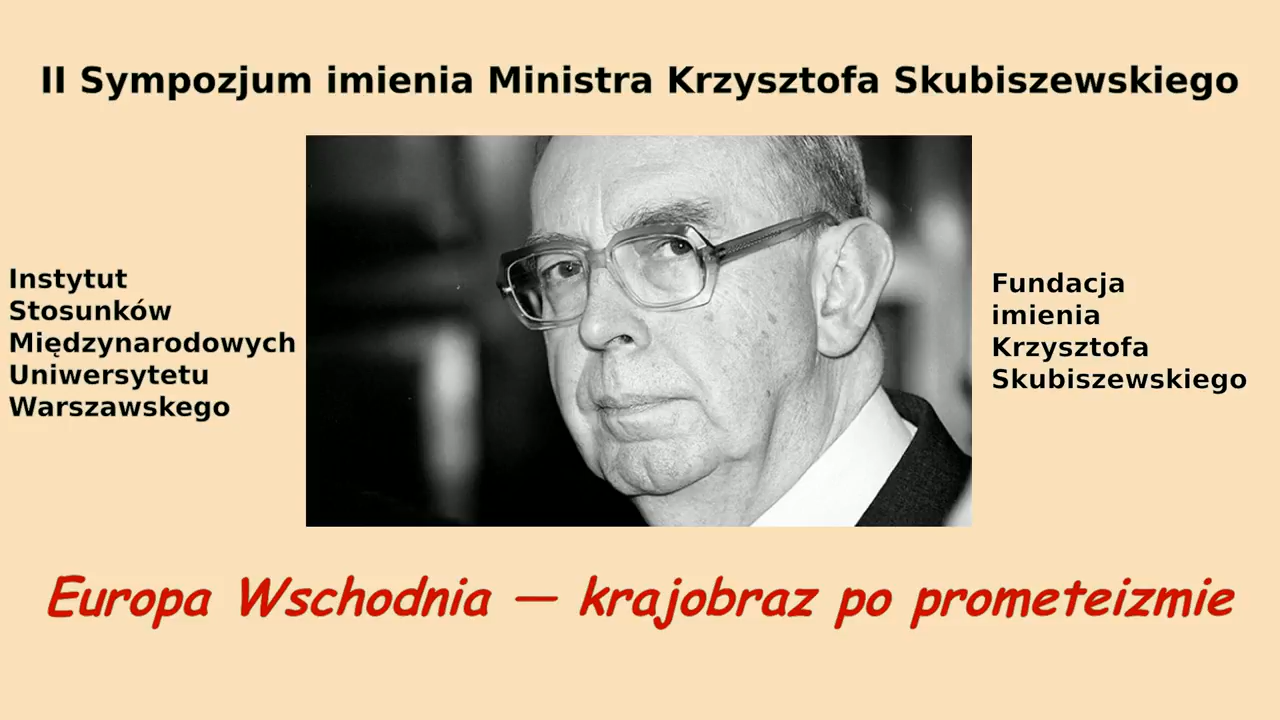 II Sympozjum imienia Ministra Krzysztofa Skubiszewskiego
Instytut
Stosunków
Międzynarodowych
Uniwersytetu
Warszawskego
Fundacja
imienia
Krzysztofa
Skubiszewskiego
Europa Wschodnia — krajobraz po prometeizmie